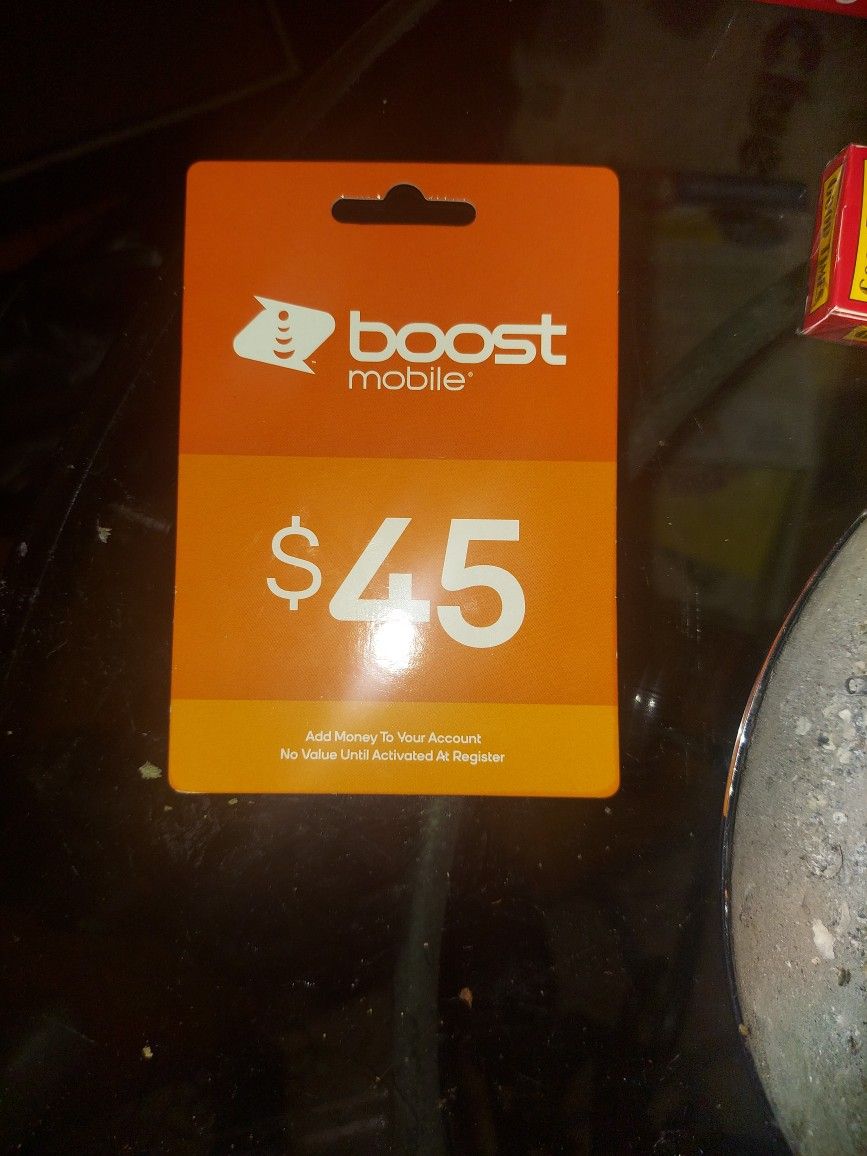 boost
mobile
$45
Add Money To Your Account
No Value Until Activated At Register